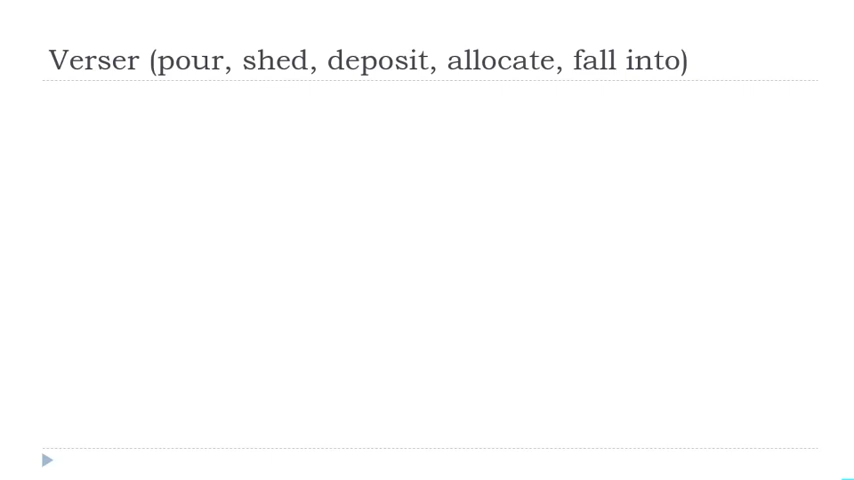 Verser (pour, shed, deposit, allocate, fall into)